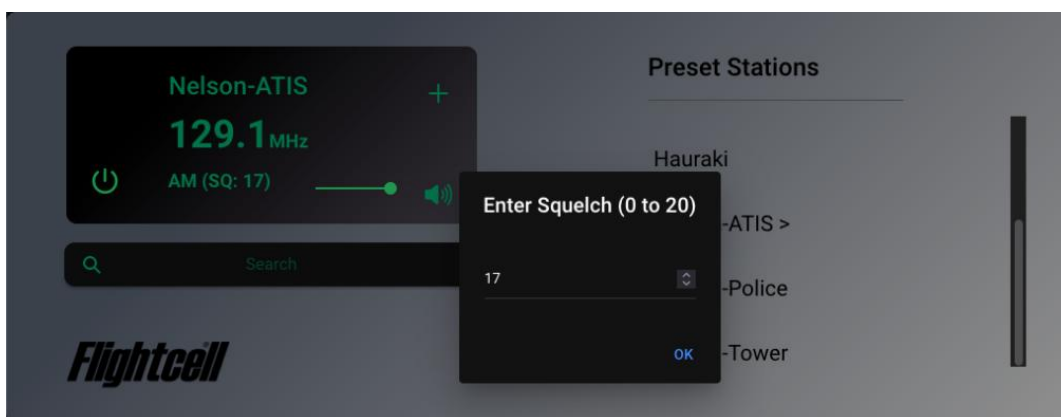 Nelson-ATIS
129.1MHz
AM (SQ: 17)
Search
Flightcell
Preset Stations
Hauraki
-ATIS >
-Police
-Tower
Enter Squelch (0 to 20)
17
OK